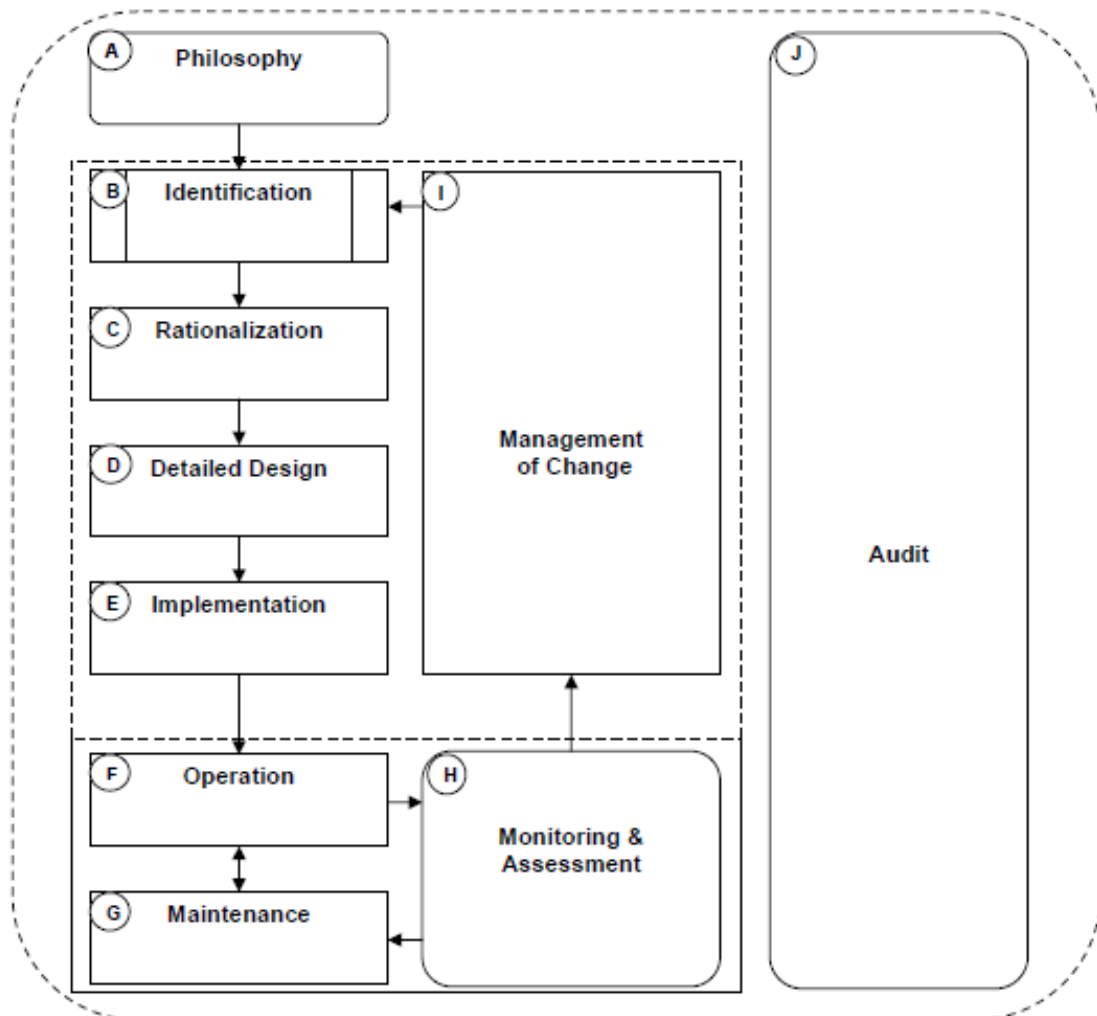 A
Philosophy
J
B
Identification
I
C
Rationalization
D
Detailed Design
Management
of Change
Audit
E
Implementation
F
Operation
H
Monitoring &
Assessment
G
Maintenance